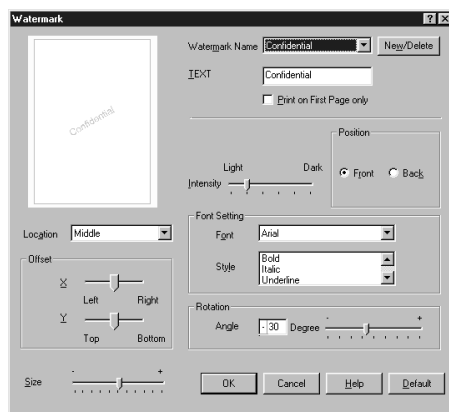 Watermark
Watermark Name Confidential New/Delete
TEXT Confidential
Print on First Page only
Confidential
Position
Front Back
Light Dark
Intensity
Location Middle
Font Setting
Font Arial
Style Bold
Italic
Underline
Offset
X
Left Right
Y
Top Bottom
Rotation
Angle - 30 Degree - +
Size - +
OK Cancel Help Default